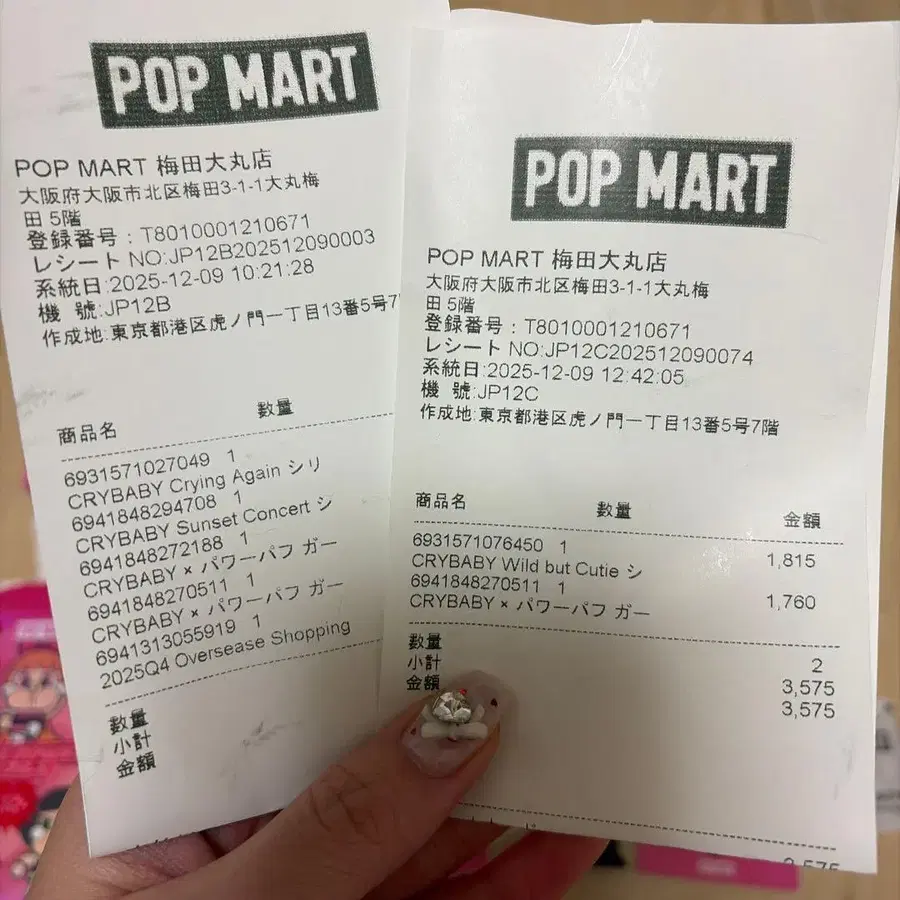 POP MART
POP MART 梅田大丸店
大阪府大阪市北区梅田3-1-1大丸梅
田 5階
登録番号：T8010001210671
レシート NO:JP12B202512090003
系統日:2025-12-09 10:21:28
機 號:JP12B
作成地:東京都港区虎ノ門一丁目13番5号7
商品名 数量
6931571027049 1
CRYBABY Crying Again シリ
6941848294708 1
CRYBABY Sunset Concert シ
6941848272188 1
CRYBABY × パワーパフ ガー
6941848270511 1
CRYBABY × パワーパフ ガー
6941313055919 1
2025Q4 Oversease Shopping
数量
小計
金額
POP MART
POP MART 梅田大丸店
大阪府大阪市北区梅田3-1-1大丸梅
田 5階
登録番号：T8010001210671
レシート NO:JP12C202512090074
系統日:2025-12-09 12:42:05
機 號:JP12C
作成地:東京都港区虎ノ門一丁目13番5号7階
商品名 数量 金額
6931571076450 1 1,815
CRYBABY Wild but Cutie シ
6941848270511 1 1,760
CRYBABY × パワーパフ ガー
数量 2
小計 3,575
金額 3,575